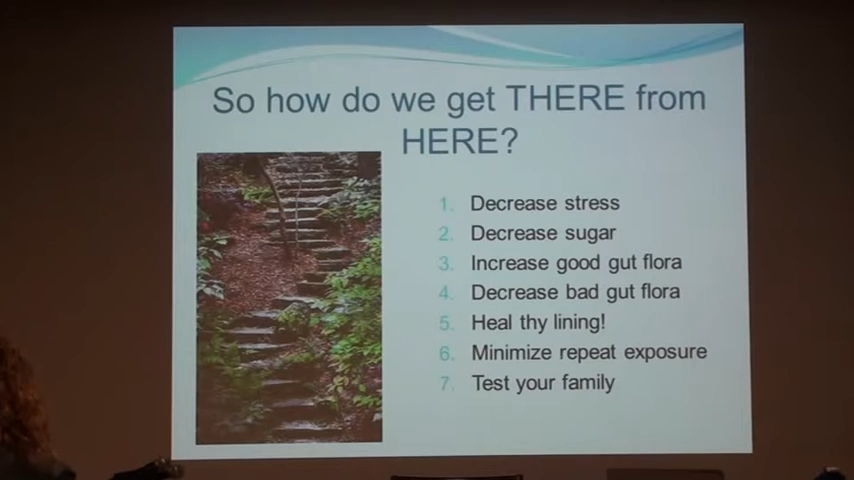 So how do we get THERE from
HERE?
1. Decrease stress
2. Decrease sugar
3. Increase good gut flora
4. Decrease bad gut flora
5. Heal thy lining!
6. Minimize repeat exposure
7. Test your family